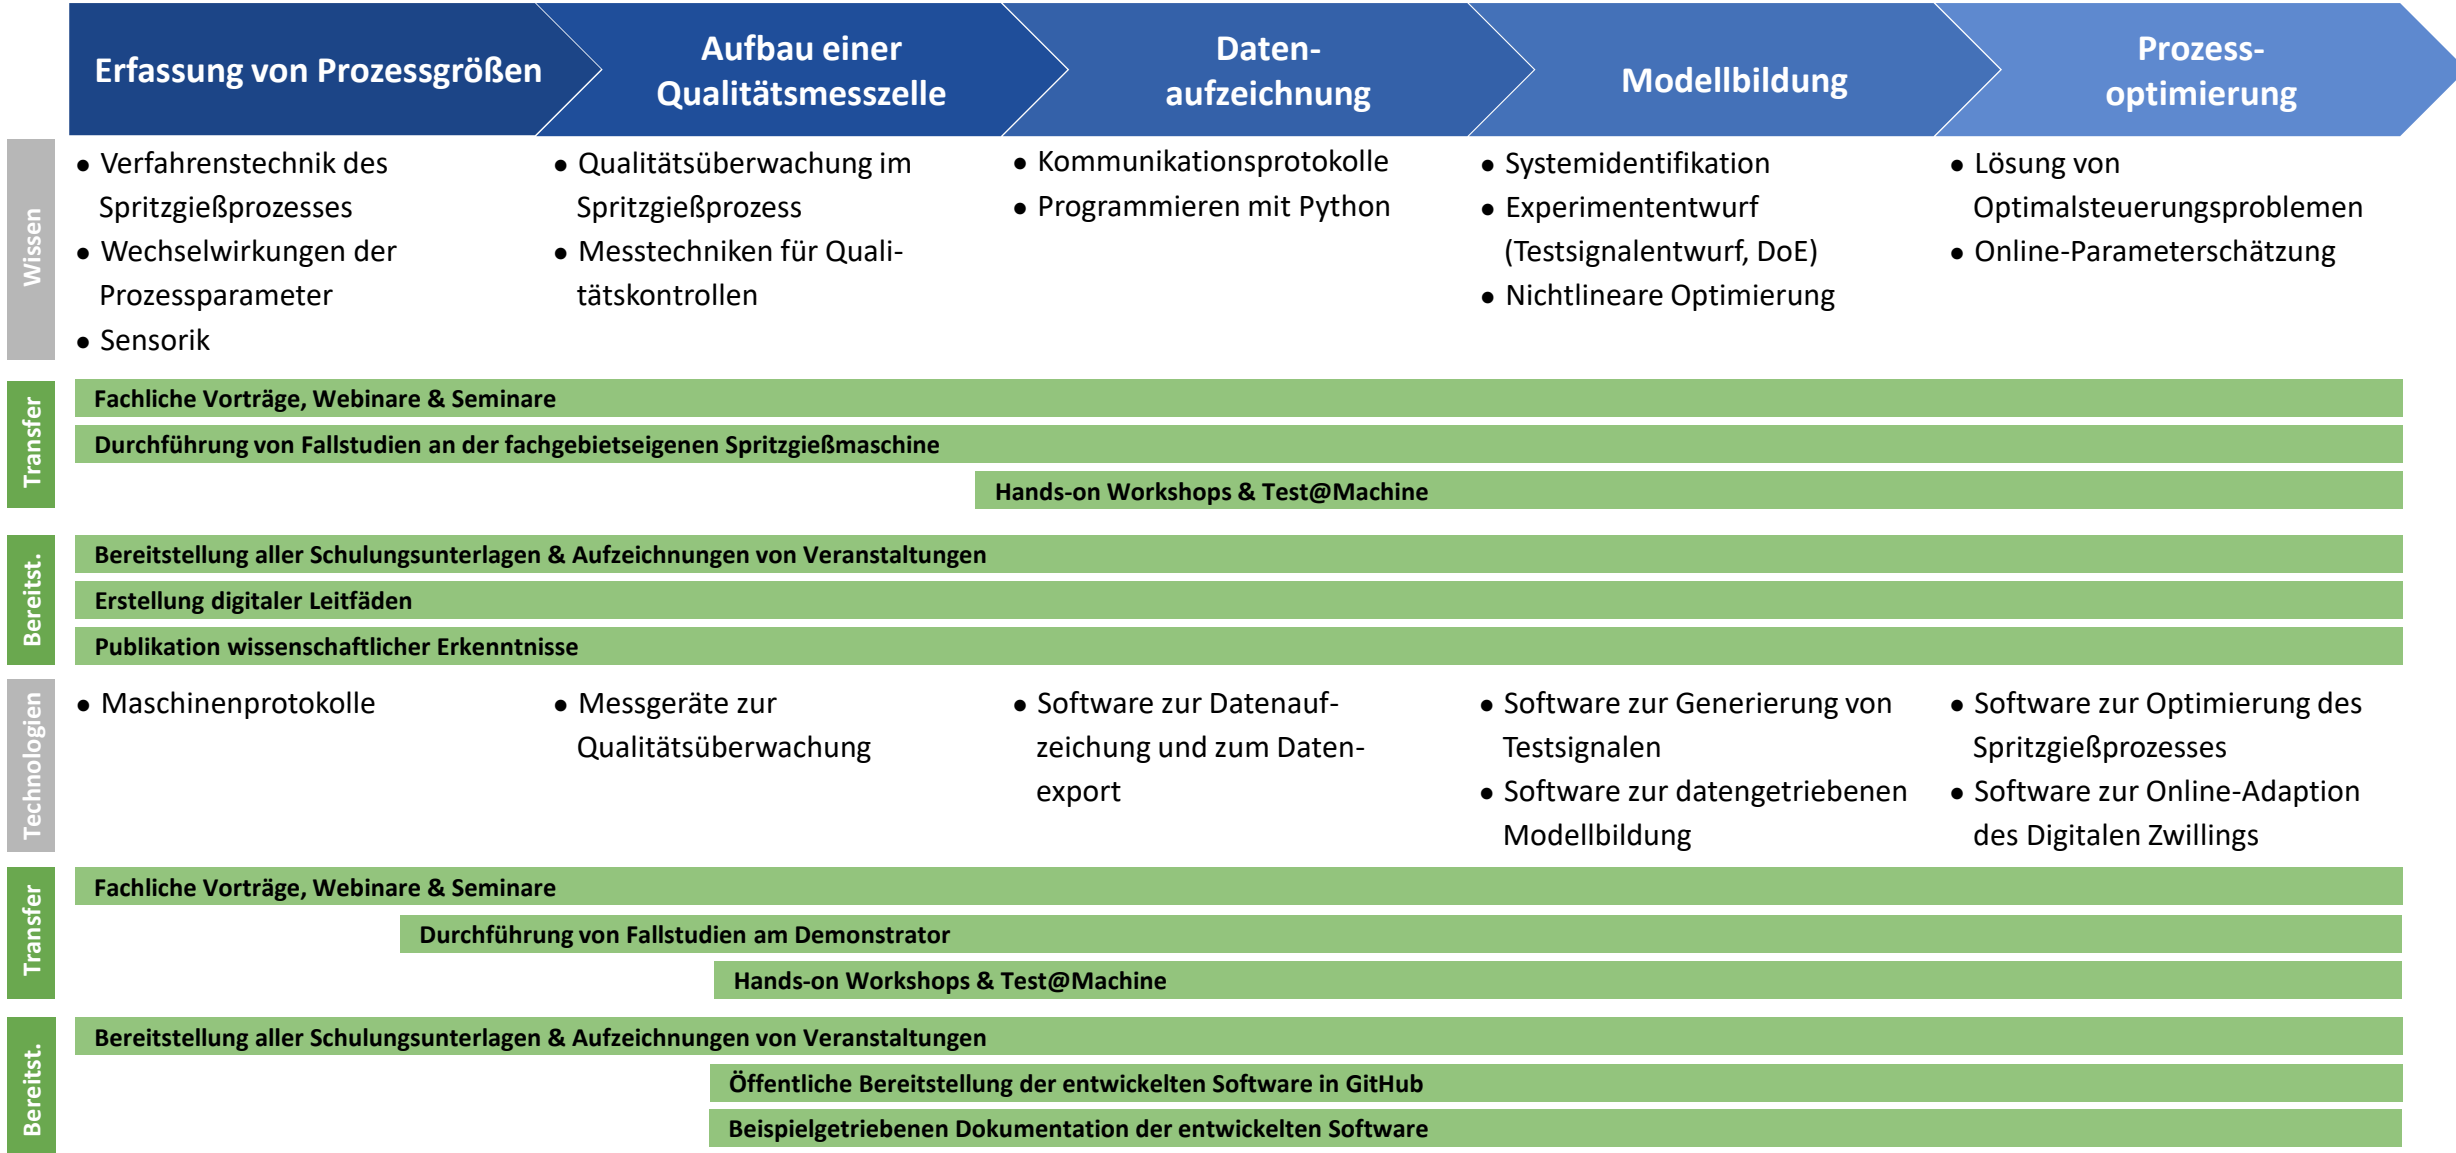 Erfassung von Prozessgrößen
Aufbau einer
Qualitätsmesszelle
Daten-
aufzeichnung
Modellbildung
Prozess-
optimierung
Wissen
● Verfahrenstechnik des
Spritzgießprozesses
● Wechselwirkungen der
Prozessparameter
● Sensorik
● Qualitätsüberwachung im
Spritzgießprozess
● Messtechniken für Quali-
tätskontrollen
● Kommunikationsprotokolle
● Programmieren mit Python
● Systemidentifikation
● Experimententwurf
(Testsignalentwurf, DoE)
● Nichtlineare Optimierung
● Lösung von
Optimalsteuerungsproblemen
● Online-Parameterschätzung
Transfer
Fachliche Vorträge, Webinare & Seminare
Durchführung von Fallstudien an der fachgebietseigenen Spritzgießmaschine
Hands-on Workshops & Test@Machine
Bereitst.
Bereitstellung aller Schulungsunterlagen & Aufzeichnungen von Veranstaltungen
Erstellung digitaler Leitfäden
Publikation wissenschaftlicher Erkenntnisse
Technologien
● Maschinenprotokolle
● Messgeräte zur
Qualitätsüberwachung
● Software zur Datenauf-
zeichung und zum Daten-
export
● Software zur Generierung von
Testsignalen
● Software zur datengetriebenen
Modellbildung
● Software zur Optimierung des
Spritzgießprozesses
● Software zur Online-Adaption
des Digitalen Zwillings
Transfer
Fachliche Vorträge, Webinare & Seminare
Durchführung von Fallstudien am Demonstrator
Hands-on Workshops & Test@Machine
Bereitst.
Bereitstellung aller Schulungsunterlagen & Aufzeichnungen von Veranstaltungen
Öffentliche Bereitstellung der entwickelten Software in GitHub
Beispielgetriebenen Dokumentation der entwickelten Software